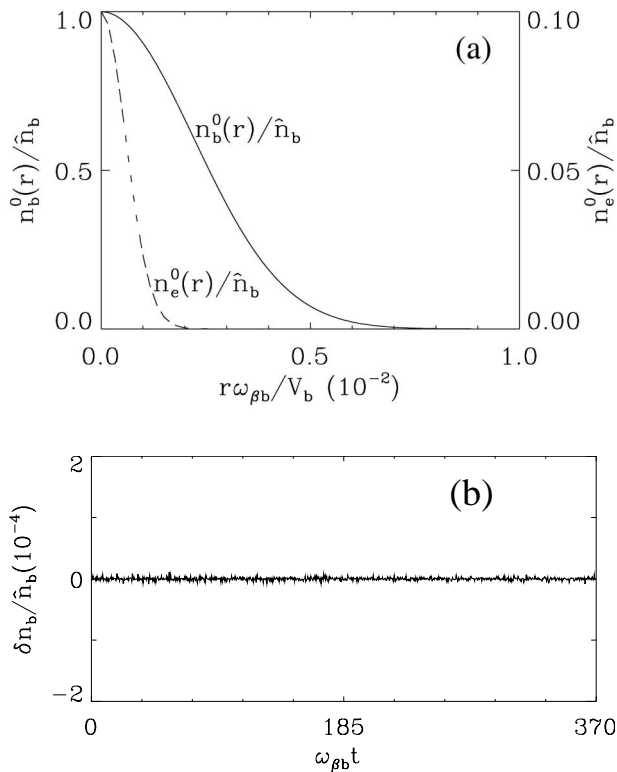 (a)
1.0
0.5
0.0
n_b^0(r)/n̂_b
0.10
0.05
0.00
n_e^0(r)/n̂_b
n_b^0(r)/n̂_b
n_e^0(r)/n̂_b
0.0 0.5 1.0
rω_βb/V_b (10^-2)
(b)
2
0
-2
δn_b/n̂_b(10^-4)
0 185 370
ω_βb t